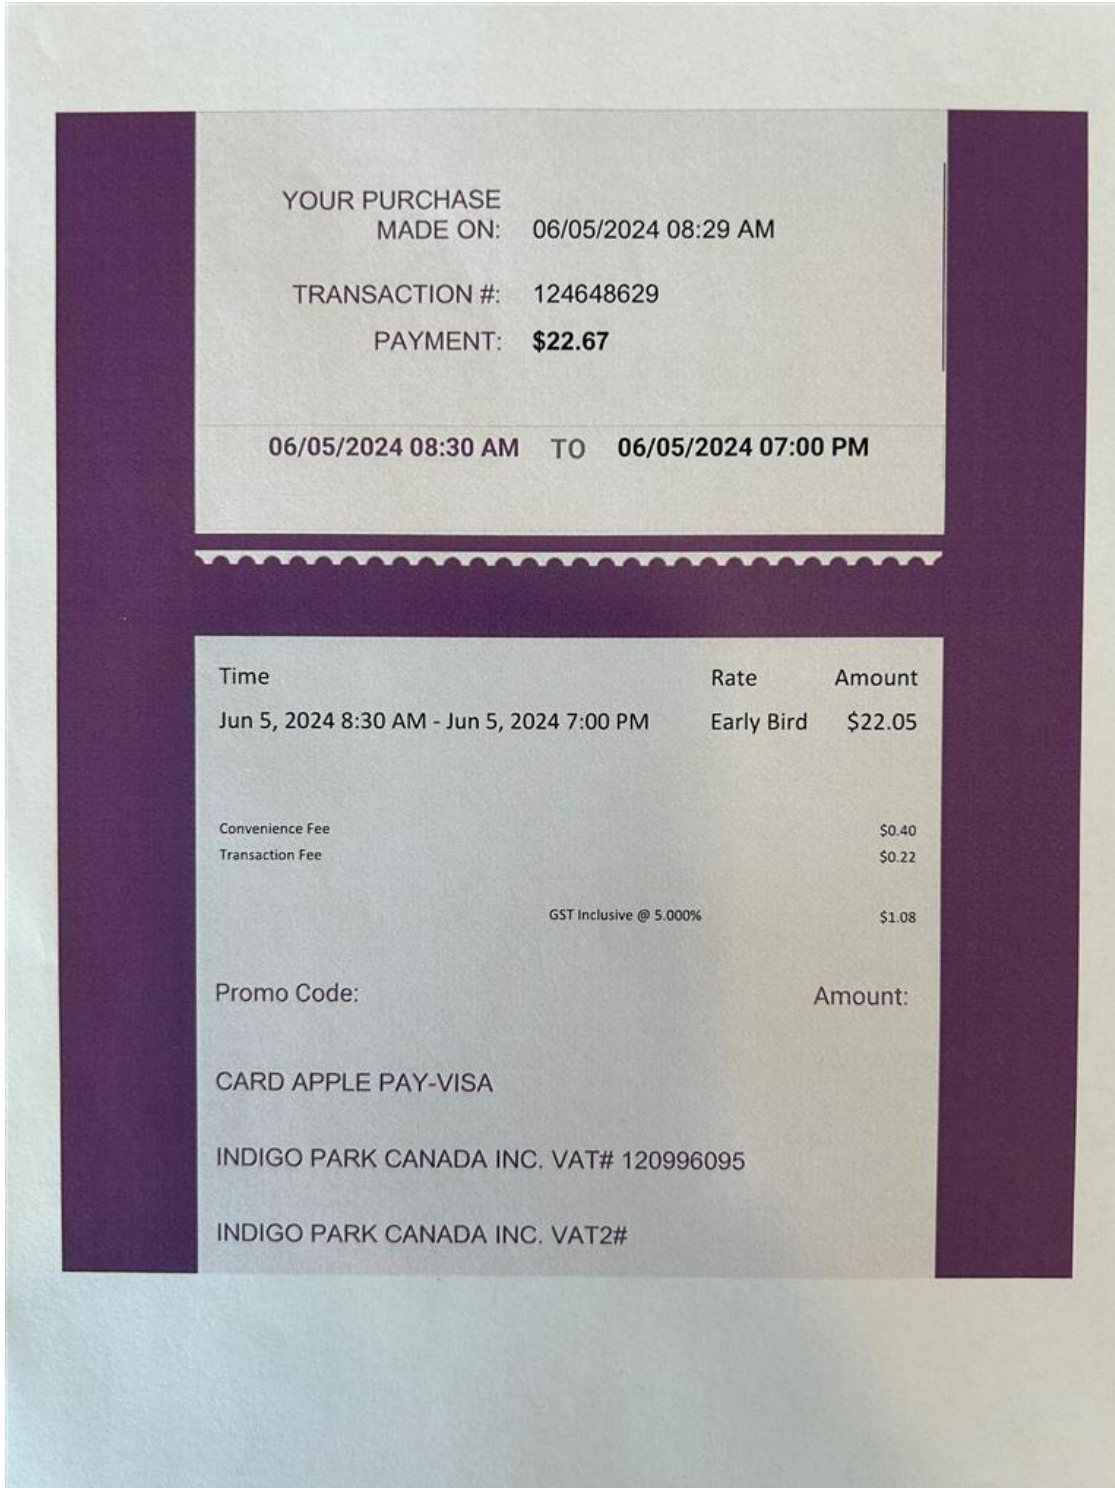 YOUR PURCHASE
MADE ON: 06/05/2024 08:29 AM
TRANSACTION #: 124648629
PAYMENT: $22.67
06/05/2024 08:30 AM TO 06/05/2024 07:00 PM
Time Rate Amount
Jun 5, 2024 8:30 AM - Jun 5, 2024 7:00 PM Early Bird $22.05
Convenience Fee $0.40
Transaction Fee $0.22
GST Inclusive @ 5.000% $1.08
Promo Code: Amount:
CARD APPLE PAY-VISA
INDIGO PARK CANADA INC. VAT# 120996095
INDIGO PARK CANADA INC. VAT2#